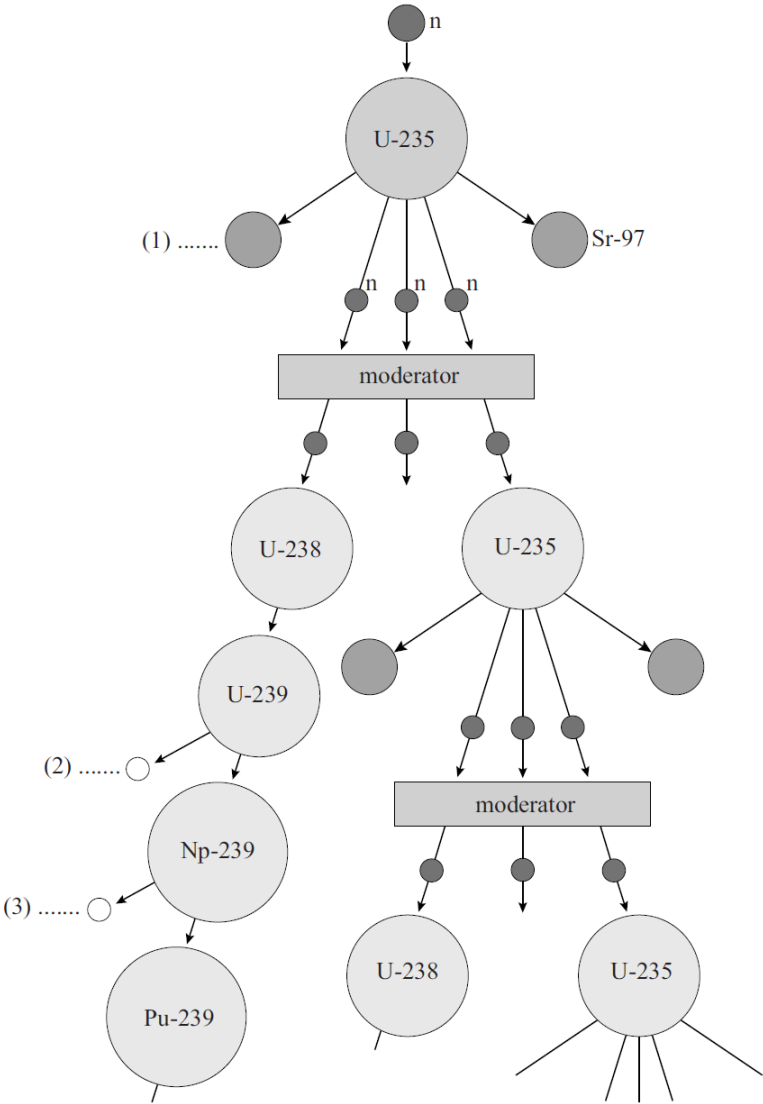 n
U-235
(1) .......
Sr-97
n
n
n
moderator
U-238
U-235
U-239
(2) .......
moderator
Np-239
(3) .......
U-238
U-235
Pu-239